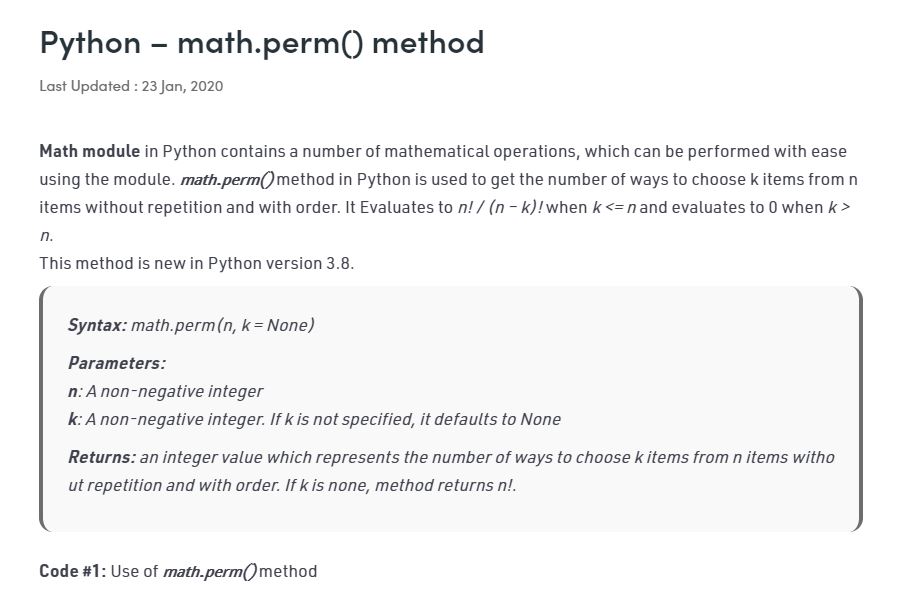 Python – math.perm() method
Last Updated : 23 Jan, 2020
Math module in Python contains a number of mathematical operations, which can be performed with ease
using the module. math.perm() method in Python is used to get the number of ways to choose k items from n
items without repetition and with order. It Evaluates to n! / (n – k)! when k <= n and evaluates to 0 when k >
n.
This method is new in Python version 3.8.
Syntax: math.perm(n, k = None)
Parameters:
n: A non-negative integer
k: A non-negative integer. If k is not specified, it defaults to None
Returns: an integer value which represents the number of ways to choose k items from n items witho
ut repetition and with order. If k is none, method returns n!.
Code #1: Use of math.perm() method